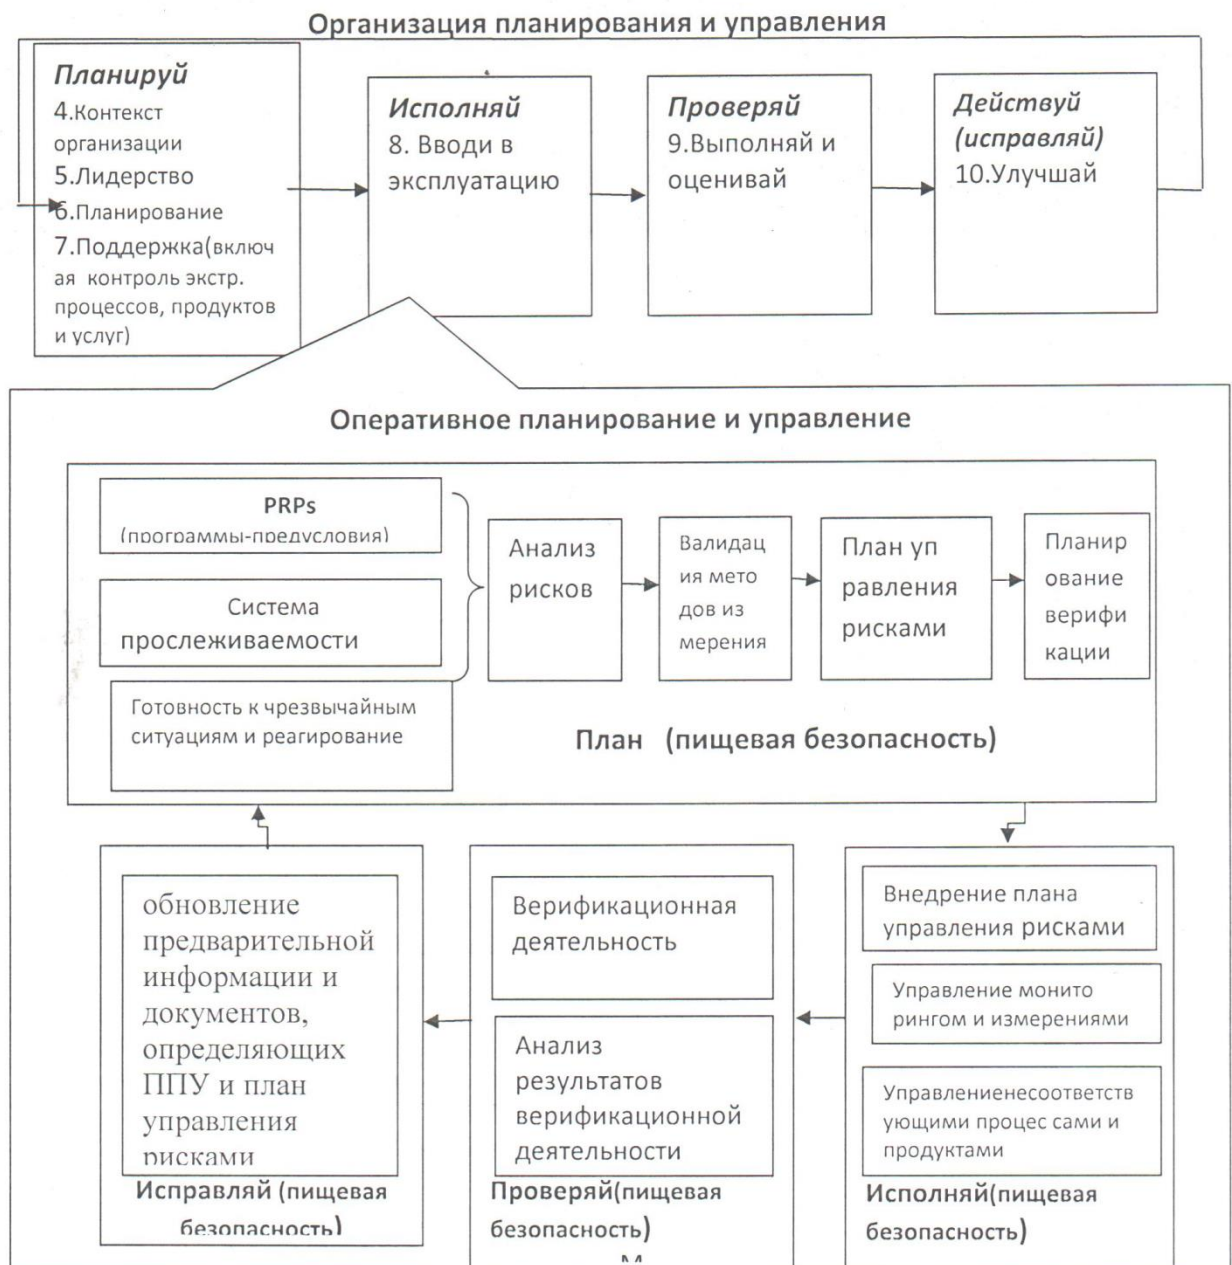 Организация планирования и управления
Планируй
4.Контекст
организации
5.Лидерство
6.Планирование
7.Поддержка(включ
ая контроль экстр.
процессов, продуктов
и услуг)
Исполняй
8. Вводи в
эксплуатацию
Проверяй
9.Выполняй и
оценивай
Действуй
(исправляй)
10.Улучшай
Оперативное планирование и управление
PRPs
(программы-предусловия)
Система
прослеживаемости
Готовность к чрезвычайным
ситуациям и реагирование
Анализ
рисков
Валидац
ия мето
дов из
мерения
План уп
равления
рисками
Планир
ование
верифи
кации
План (пищевая безопасность)
обновление
предварительной
информации и
документов,
определяющих
ППУ и план
управления
рисками
Исправляй (пищевая
безопасность)
Верификационная
деятельность
Анализ
результатов
верификационной
деятельности
Проверяй(пищевая
безопасность)
М
Внедрение плана
управления рисками
Управление монито
рингом и измерениями
Управлениенесоответств
ующими процес сами и
продуктами
Исполняй(пищевая
безопасность)